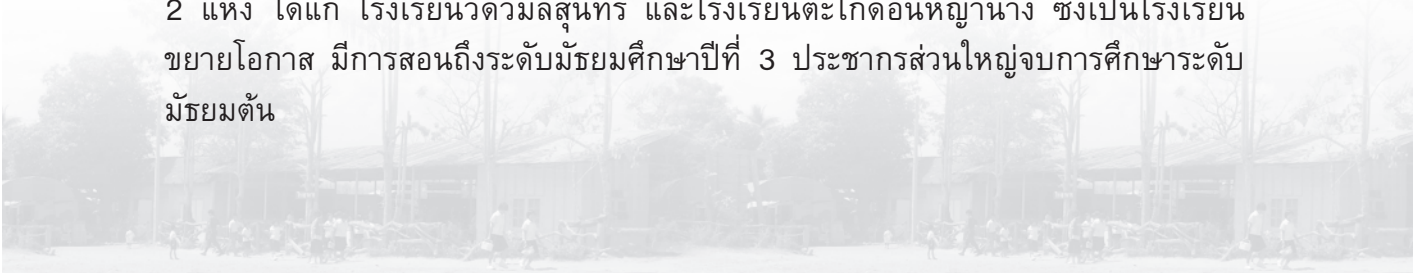 2 แห่ง ได้แก่ โรงเรียนวัดวิมลสุนทร และโรงเรียนตะโกดอนหญ้านาง ซึ่งเป็นโรงเรียน
ขยายโอกาส มีการสอนถึงระดับมัธยมศึกษาปีที่ 3 ประชากรส่วนใหญ่จบการศึกษาระดับ
มัธยมต้น